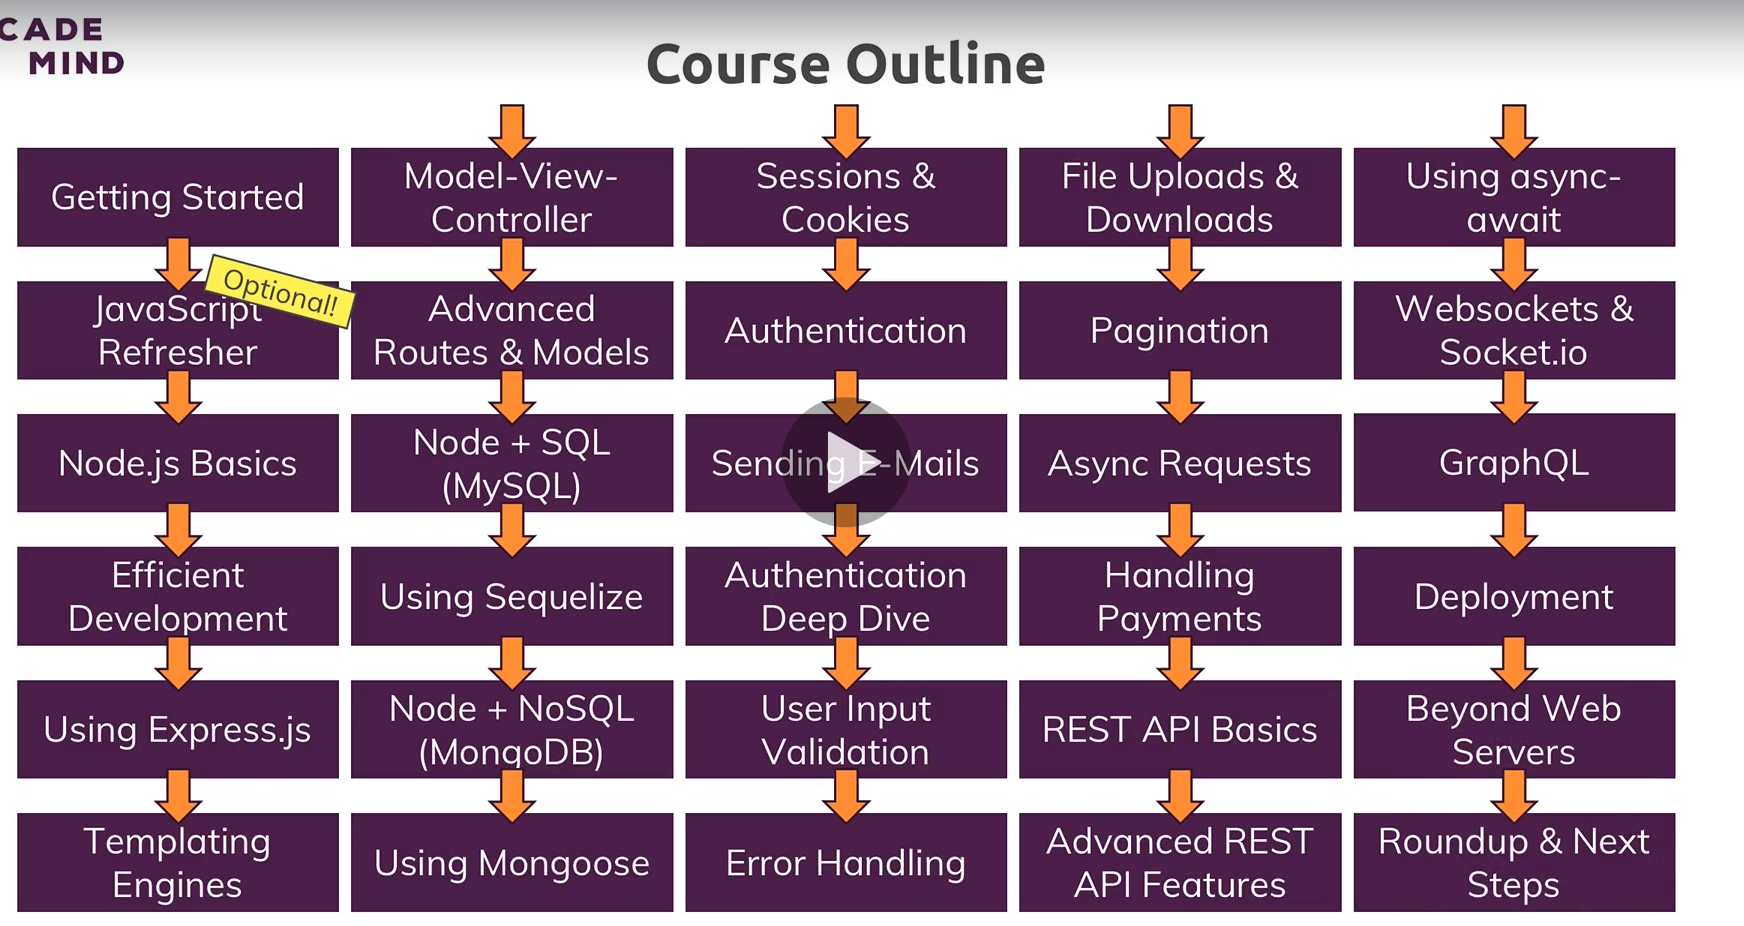 CADE
MIND
Course Outline
Getting Started
Optional!
JavaScript
Refresher
Node.js Basics
Efficient
Development
Using Express.js
Templating
Engines
Model-View-
Controller
Advanced
Routes & Models
Node + SQL
(MySQL)
Using Sequelize
Node + NoSQL
(MongoDB)
Using Mongoose
Sessions &
Cookies
Authentication
Sending E-Mails
Authentication
Deep Dive
User Input
Validation
Error Handling
File Uploads &
Downloads
Pagination
Async Requests
Handling
Payments
REST API Basics
Advanced REST
API Features
Using async-
await
Websockets &
Socket.io
GraphQL
Deployment
Beyond Web
Servers
Roundup & Next
Steps